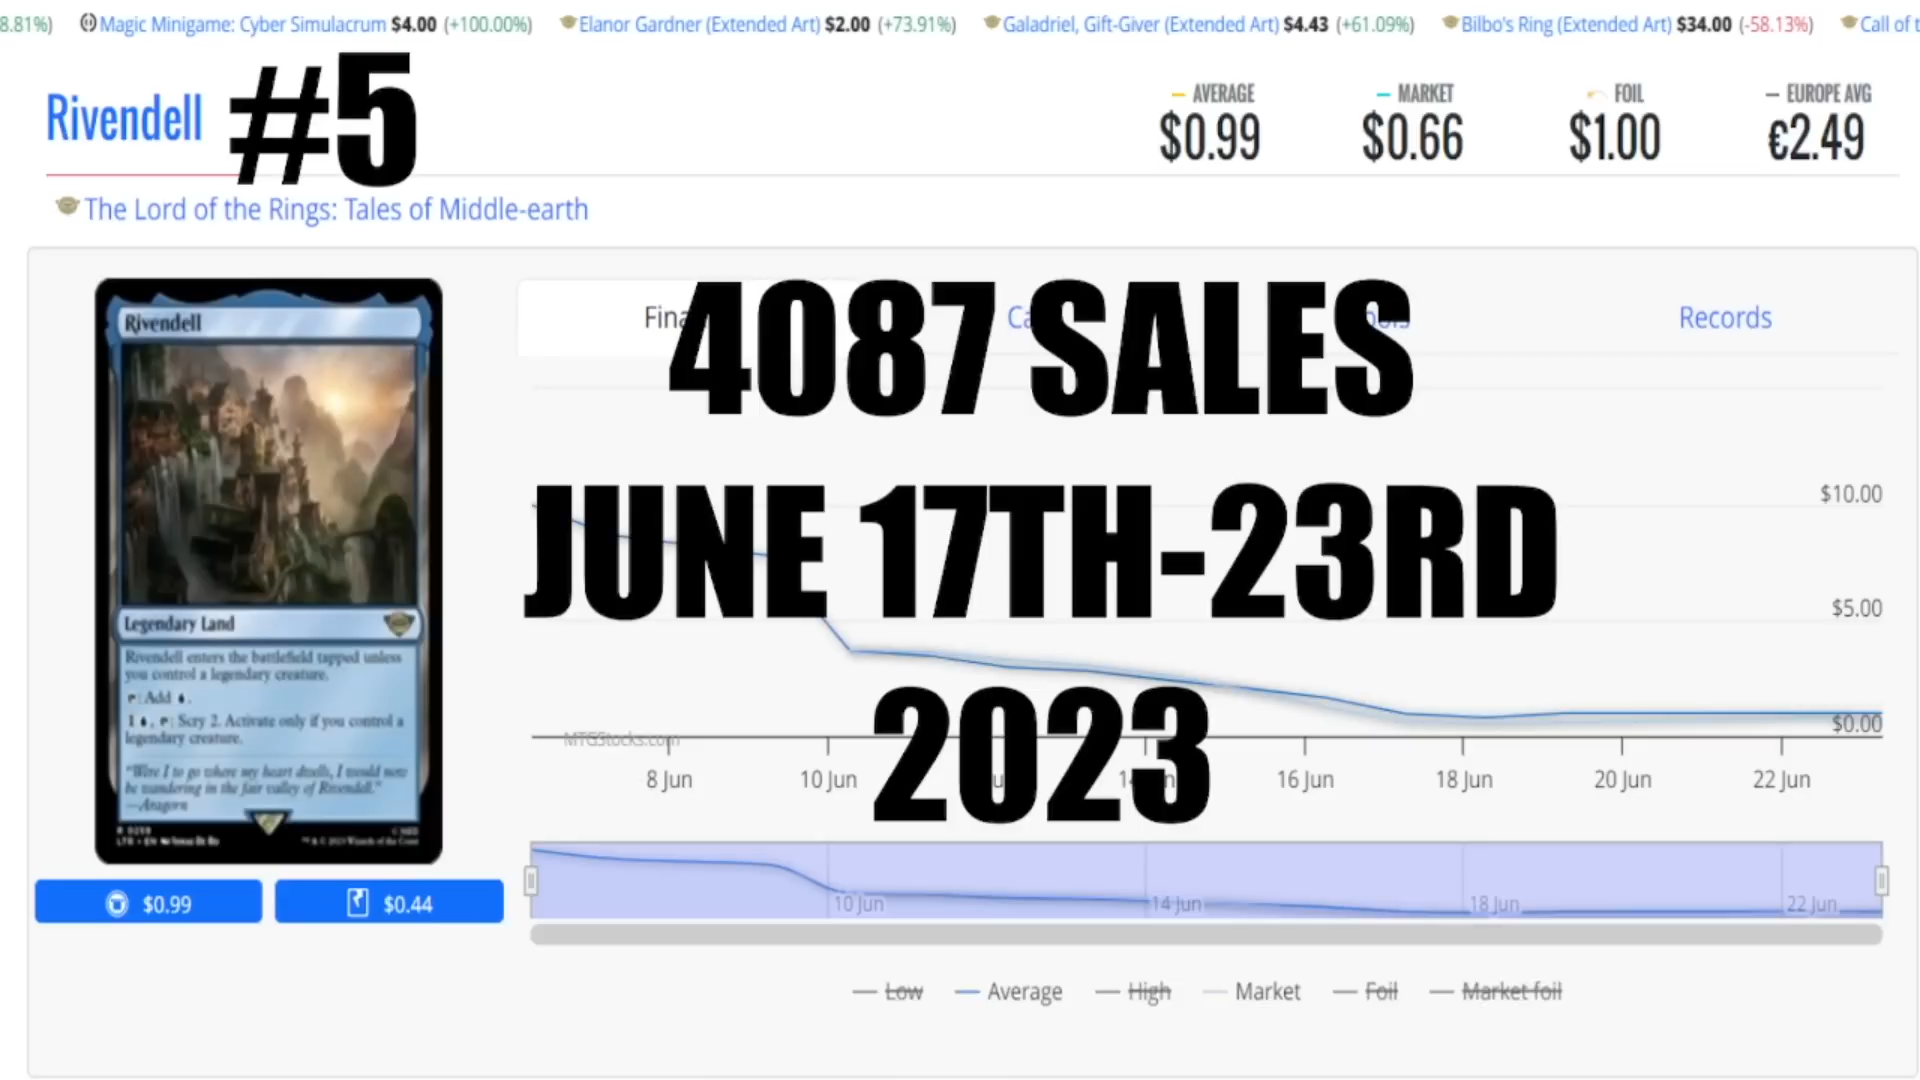 8.81%) Magic Minigame: Cyber Simulacrum $4.00 (+100.00%) Elanor Gardner (Extended Art) $2.00 (+73.91%) Galadriel, Gift-Giver (Extended Art) $4.43 (+61.09%) Bilbo's Ring (Extended Art) $34.00 (-58.13%) Call of t
Rivendell #5
AVERAGE MARKET FOIL EUROPE AVG
$0.99 $0.66 $1.00 €2.49
The Lord of the Rings: Tales of Middle-earth
Rivendell
Legendary Land
Rivendell enters the battlefield tapped unless
you control a legendary creature.
: Add .
1 , : Scry 2. Activate only if you control a
legendary creature.
"Were I to go where my heart dwells, I would now
be wandering in the fair valley of Rivendell."
—Aragorn
$0.99 $0.44
Records
4087 SALES
JUNE 17TH-23RD
2023
$10.00
$5.00
$0.00
MTGStocks.com
8 Jun 10 Jun 16 Jun 18 Jun 20 Jun 22 Jun
10 Jun 14 Jun 18 Jun 22 Jun
Low Average High Market Foil Market foil